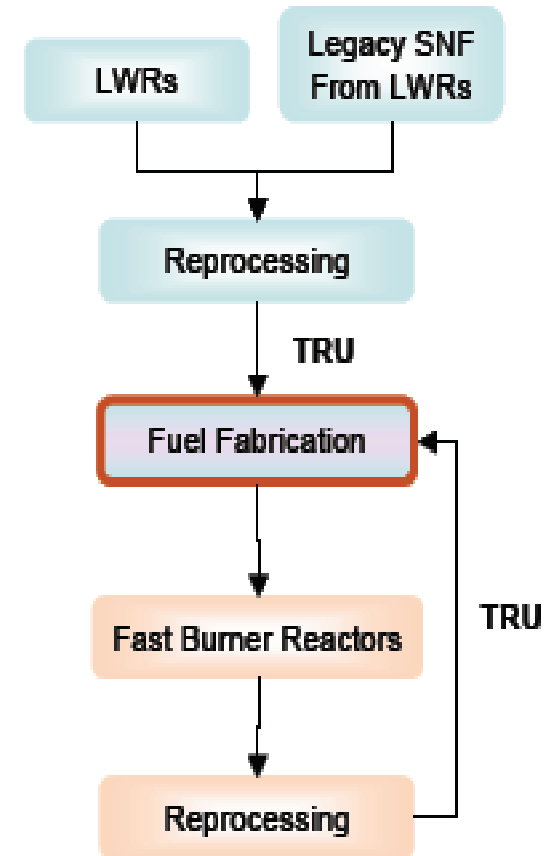 LWRs
Legacy SNF
From LWRs
Reprocessing
TRU
Fuel Fabrication
Fast Burner Reactors
TRU
Reprocessing